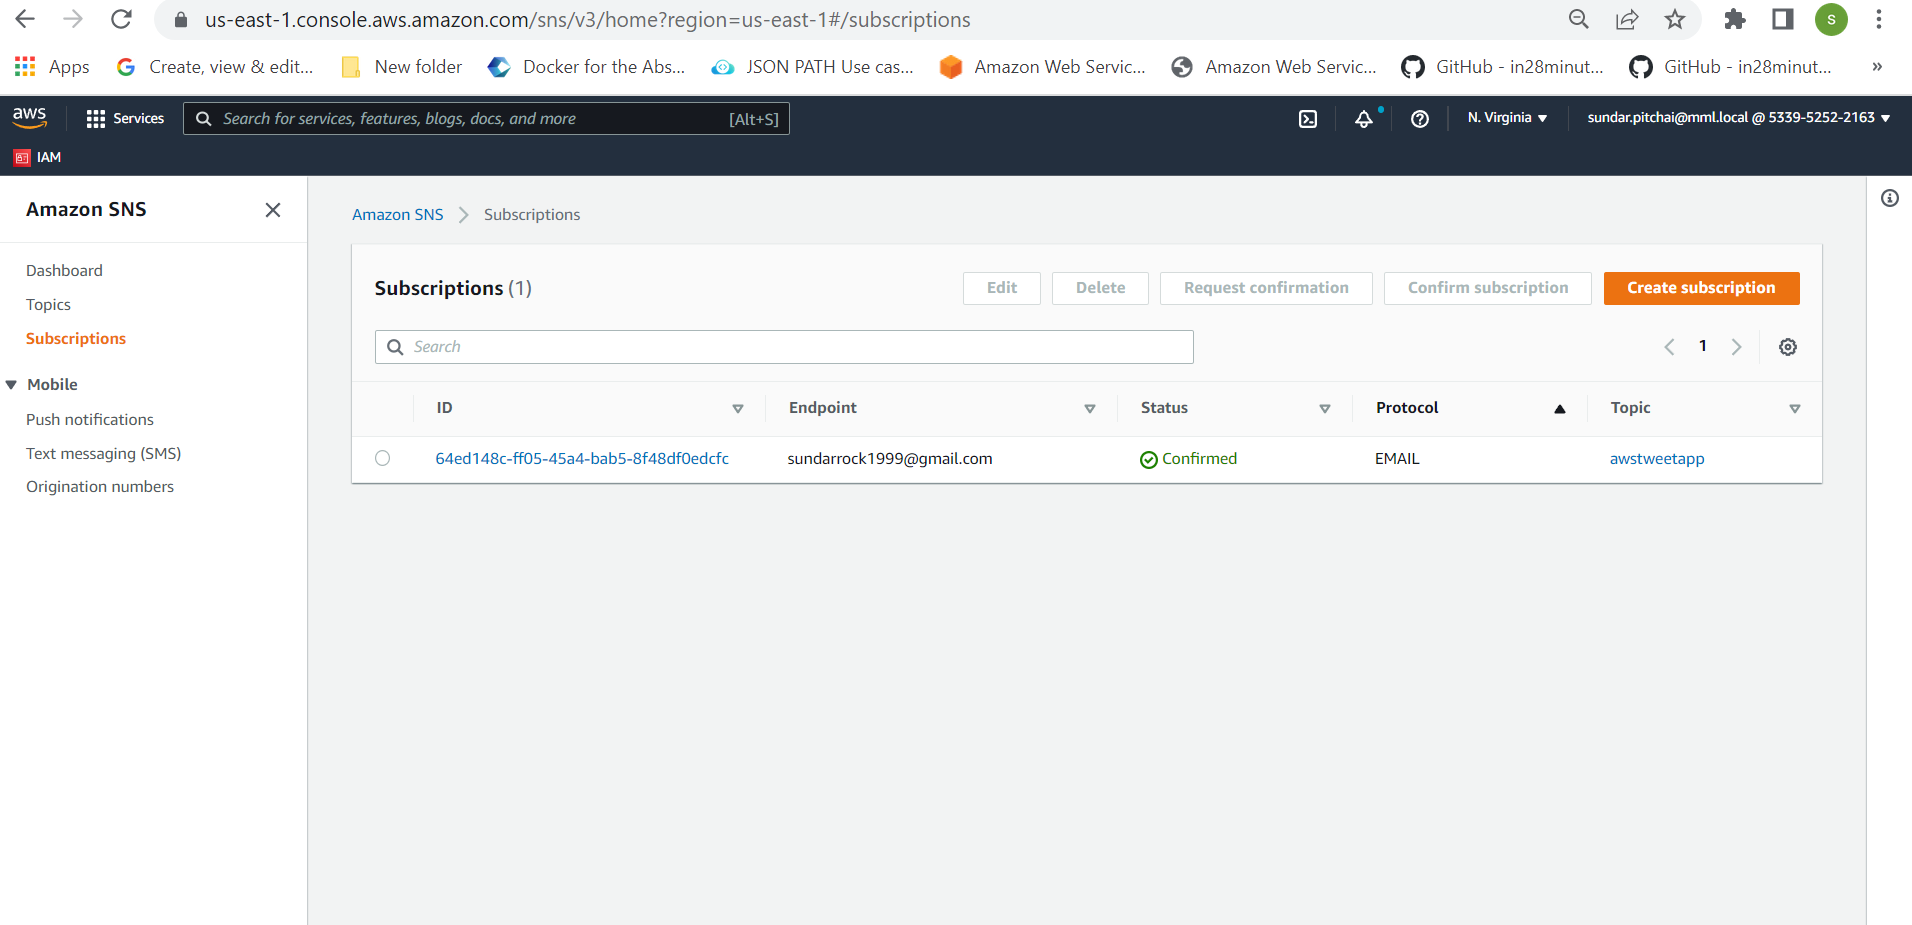 us-east-1.console.aws.amazon.com/sns/v3/home?region=us-east-1#/subscriptions
S
Apps
Create, view & edit...
New folder
Docker for the Abs...
JSON PATH Use cas...
Amazon Web Servic...
Amazon Web Servic...
GitHub - in28minut...
GitHub - in28minut...
»
aws
Services
Search for services, features, blogs, docs, and more
[Alt+S]
N. Virginia
sundar.pitchai@mml.local @ 5339-5252-2163
IAM
Amazon SNS
Dashboard
Topics
Subscriptions
Mobile
Push notifications
Text messaging (SMS)
Origination numbers
Amazon SNS
Subscriptions
Subscriptions (1)
Edit
Delete
Request confirmation
Confirm subscription
Create subscription
Search
1
ID
Endpoint
Status
Protocol
Topic
64ed148c-ff05-45a4-bab5-8f48df0edcfc
sundarrock1999@gmail.com
Confirmed
EMAIL
awstweetapp